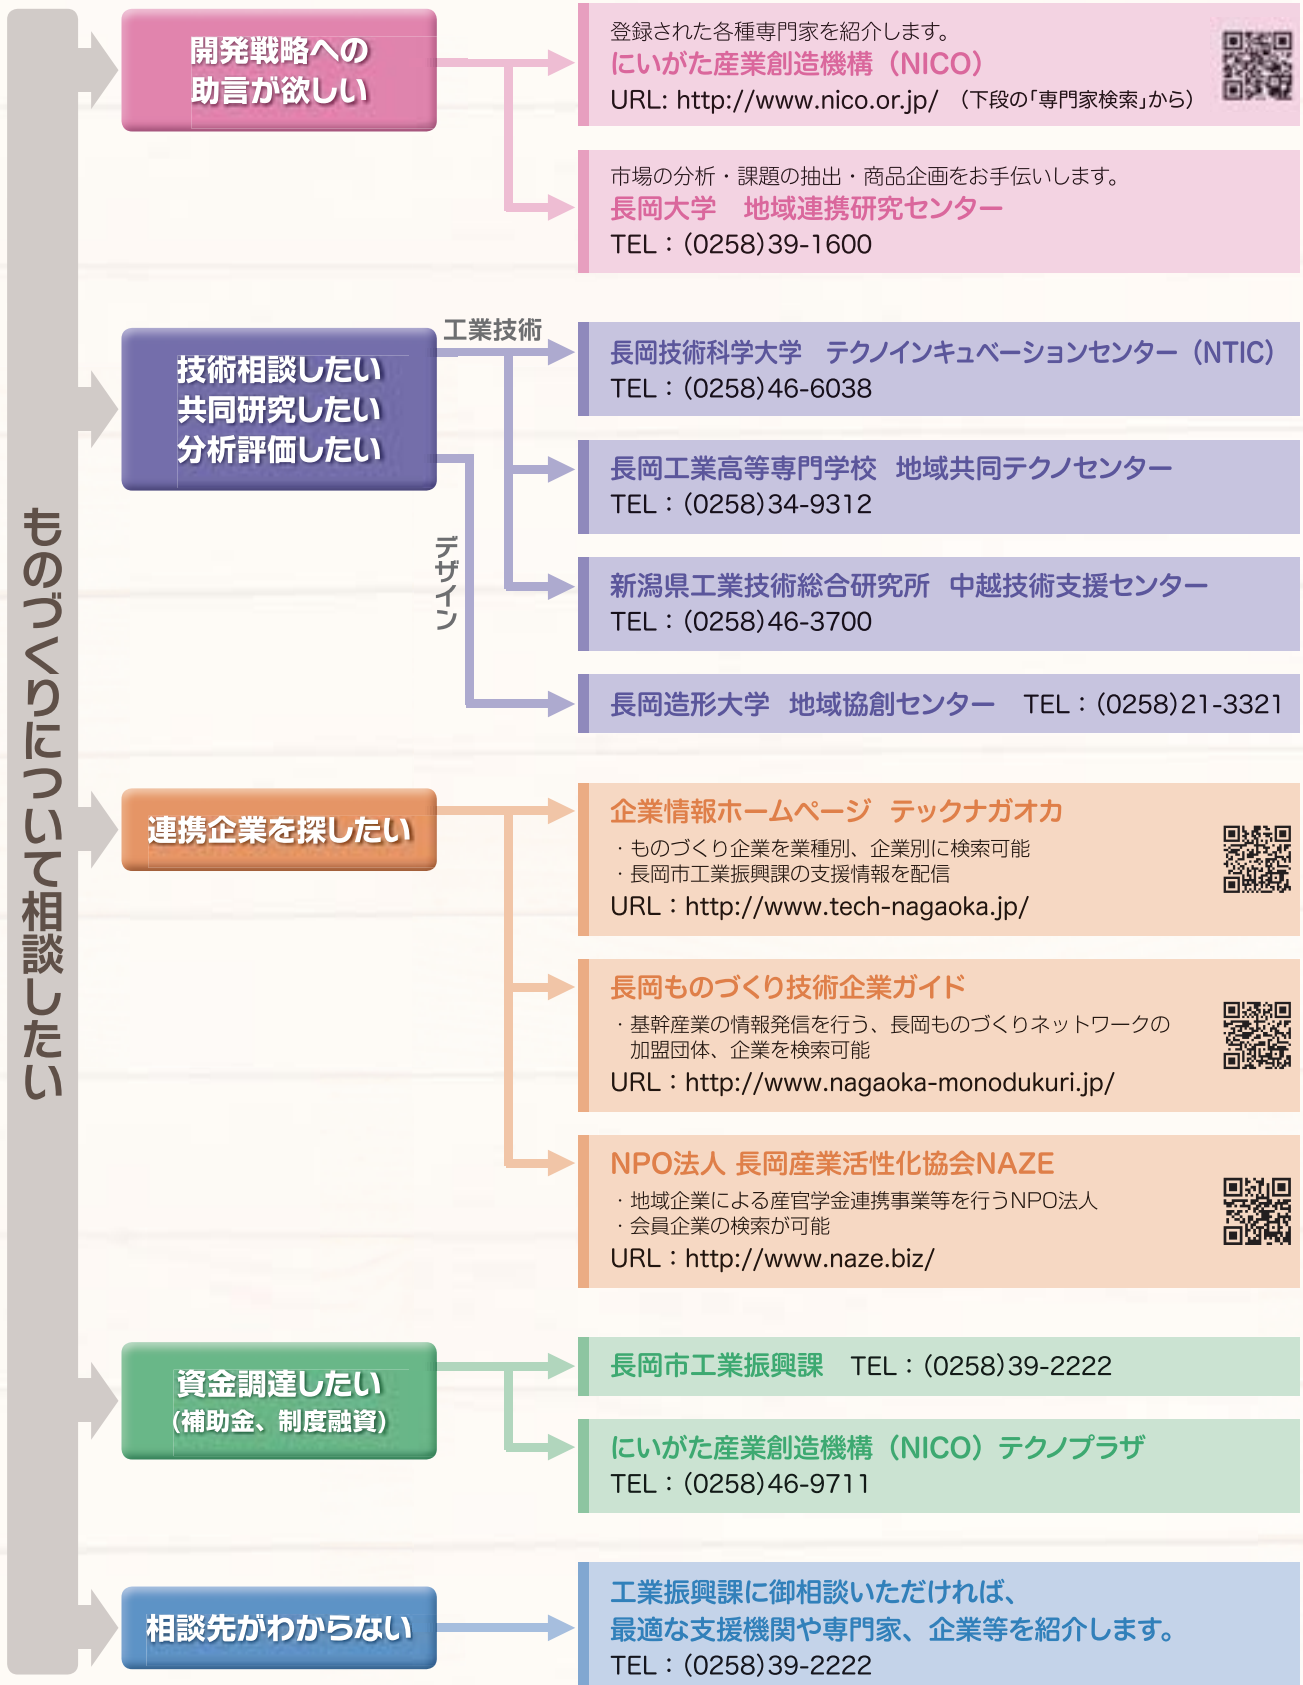 ものづくりについて相談したい
開発戦略への
助言が欲しい
登録された各種専門家を紹介します。
にいがた産業創造機構（NICO）
URL: http://www.nico.or.jp/ （下段の「専門家検索」から）
市場の分析・課題の抽出・商品企画をお手伝いします。
長岡大学　地域連携研究センター
TEL：(0258)39-1600
技術相談したい
共同研究したい
分析評価したい
工業技術
長岡技術科学大学　テクノインキュベーションセンター（NTIC）
TEL：(0258)46-6038
長岡工業高等専門学校 地域共同テクノセンター
TEL：(0258)34-9312
新潟県工業技術総合研究所 中越技術支援センター
TEL：(0258)46-3700
デザイン
長岡造形大学 地域協創センター　TEL：(0258)21-3321
連携企業を探したい
企業情報ホームページ テックナガオカ
・ものづくり企業を業種別、企業別に検索可能
・長岡市工業振興課の支援情報を配信
URL：http://www.tech-nagaoka.jp/
長岡ものづくり技術企業ガイド
・基幹産業の情報発信を行う、長岡ものづくりネットワークの
加盟団体、企業を検索可能
URL：http://www.nagaoka-monodukuri.jp/
NPO法人 長岡産業活性化協会NAZE
・地域企業による産官学金連携事業等を行うNPO法人
・会員企業の検索が可能
URL：http://www.naze.biz/
資金調達したい
(補助金、制度融資)
長岡市工業振興課　TEL：(0258)39-2222
にいがた産業創造機構（NICO）テクノプラザ
TEL：(0258)46-9711
相談先がわからない
工業振興課に御相談いただければ、
最適な支援機関や専門家、企業等を紹介します。
TEL：(0258)39-2222